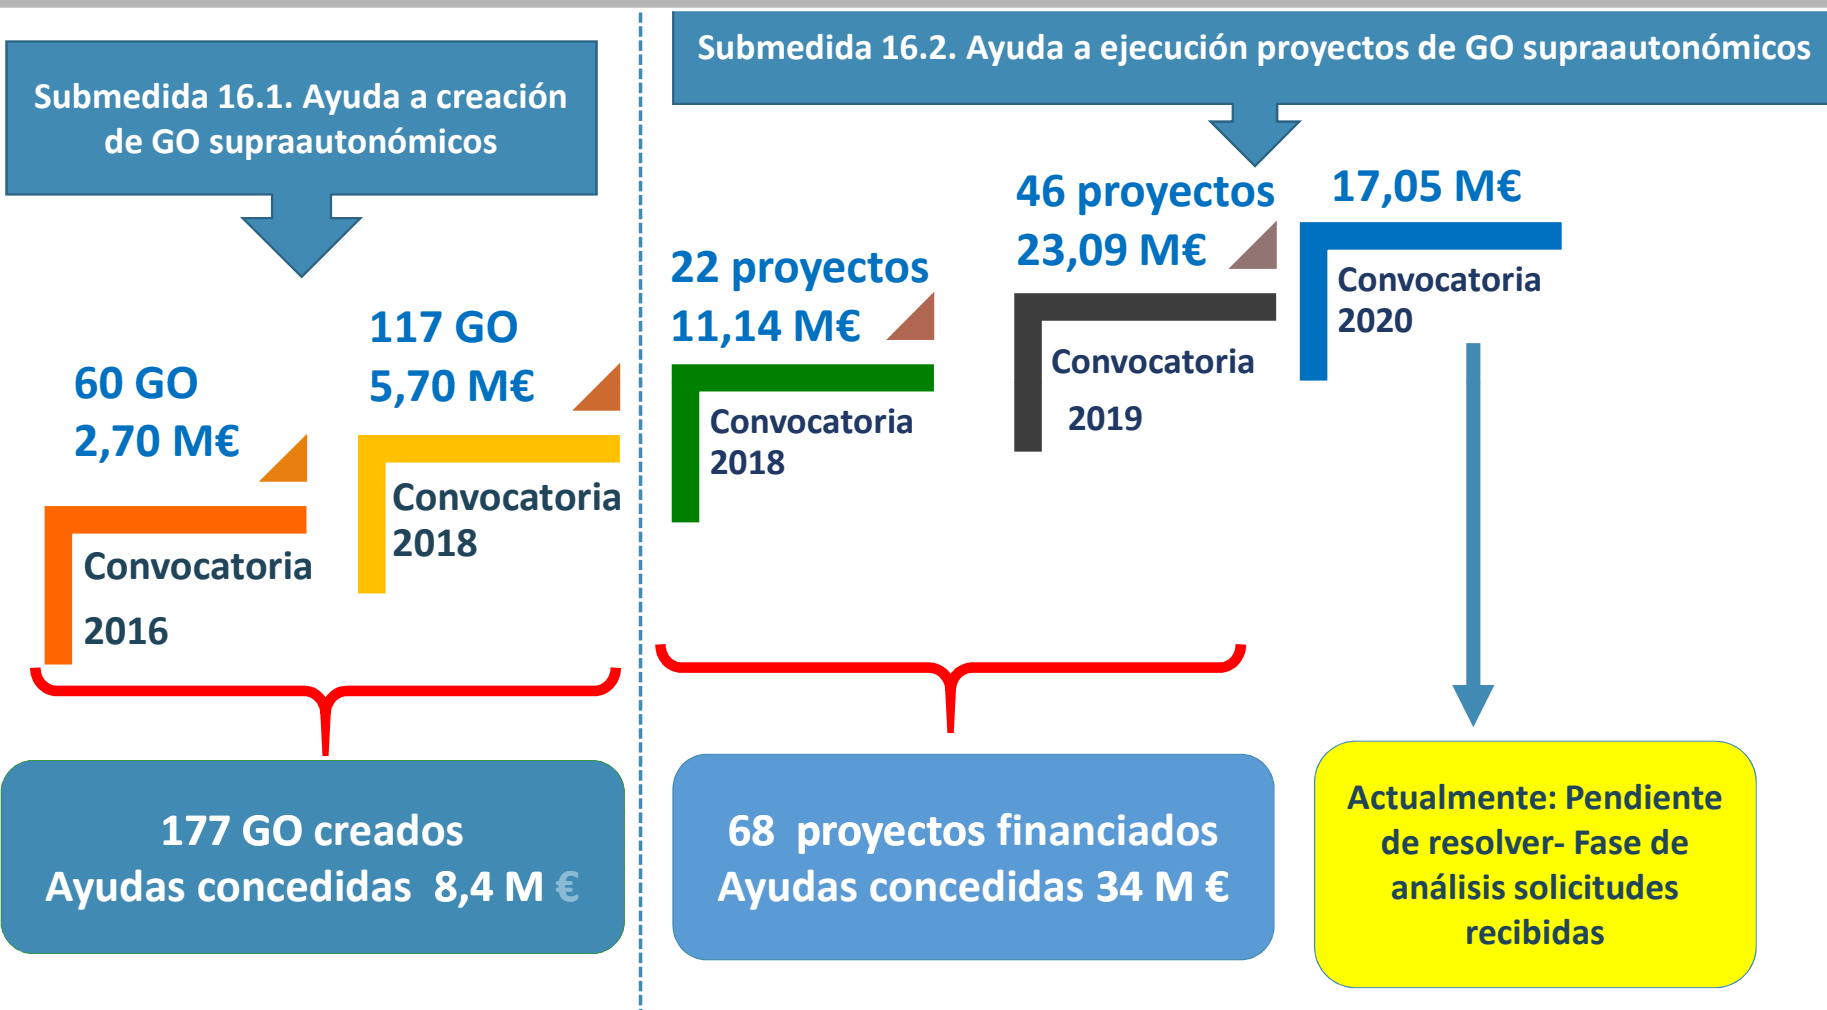 Submedida 16.1. Ayuda a creación
de GO supraautonómicos
60 GO
2,70 M€
Convocatoria
2016
117 GO
5,70 M€
Convocatoria
2018
177 GO creados
Ayudas concedidas 8,4 M €
Submedida 16.2. Ayuda a ejecución proyectos de GO supraautonómicos
22 proyectos
11,14 M€
Convocatoria
2018
46 proyectos
23,09 M€
Convocatoria
2019
17,05 M€
Convocatoria
2020
68 proyectos financiados
Ayudas concedidas 34 M €
Actualmente: Pendiente
de resolver- Fase de
análisis solicitudes
recibidas